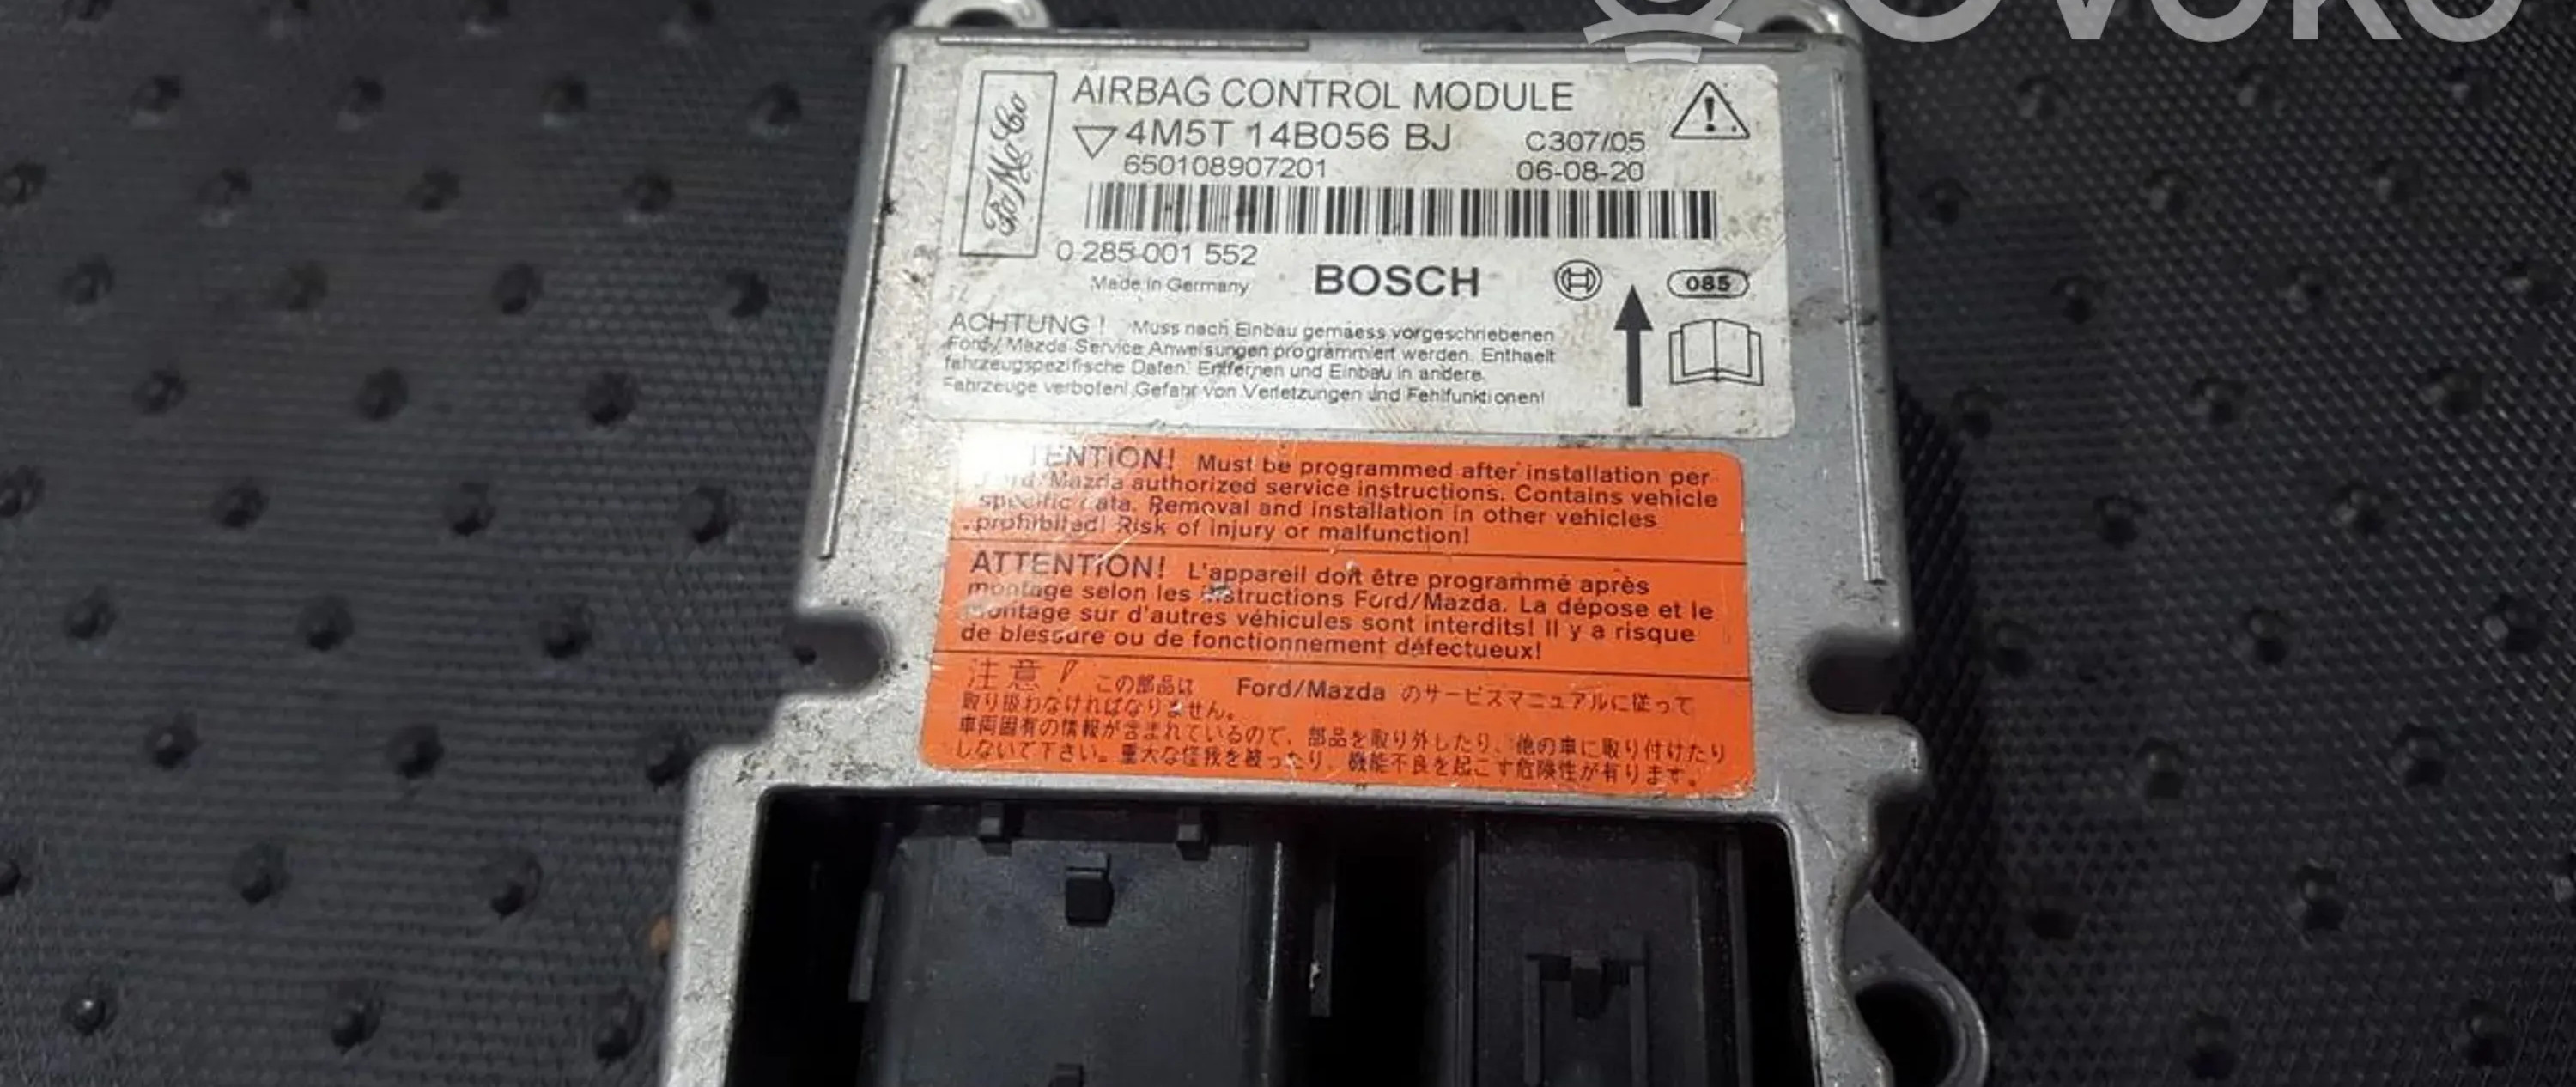 OVOKO
FoMoCo
AIRBAG CONTROL MODULE
4M5T 14B056 BJ C307/05
650108907201 06-08-20
0 285 001 552
Made in Germany BOSCH 085
ACHTUNG! Muss nach Einbau gemaess vorgeschriebenen
Ford/Mazda Service Anweisungen programmiert werden. Enthaelt
fahrzeugspezifische Daten. Entfernen und Einbau in andere
Fahrzeuge verboten! Gefahr von Verletzungen und Fehlfunktionen!
TENTION! Must be programmed after installation per
Ford/Mazda authorized service instructions. Contains vehicle
specific data. Removal and installation in other vehicles
prohibited! Risk of injury or malfunction!
ATTENTION! L'appareil doit être programmé après
montage selon les instructions Ford/Mazda. La dépose et le
montage sur d'autres véhicules sont interdits! Il y a risque
de blessure ou de fonctionnement défectueux!
注意! この部品は Ford/Mazda のサービスマニュアルに従って
取り扱わなければなりません。
車両固有の情報が含まれているので、部品を取り外したり、他の車に取り付けたり
しないで下さい。重大な怪我を被ったり、機能不良を起こす危険性が有ります。